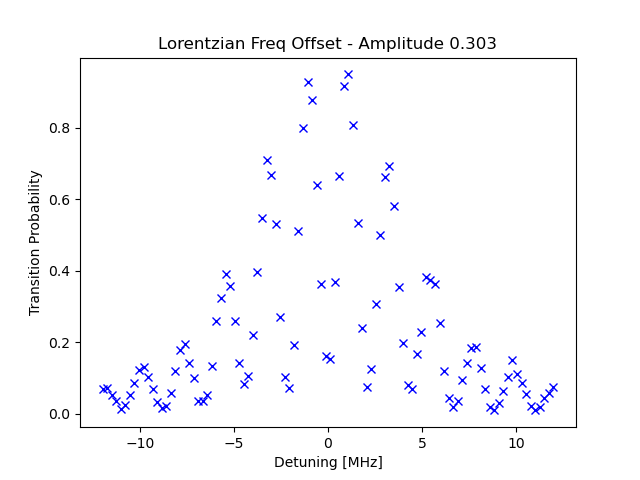 Lorentzian Freq Offset - Amplitude 0.303
Transition Probability
0.8
0.6
0.4
0.2
0.0
−10 −5 0 5 10
Detuning [MHz]